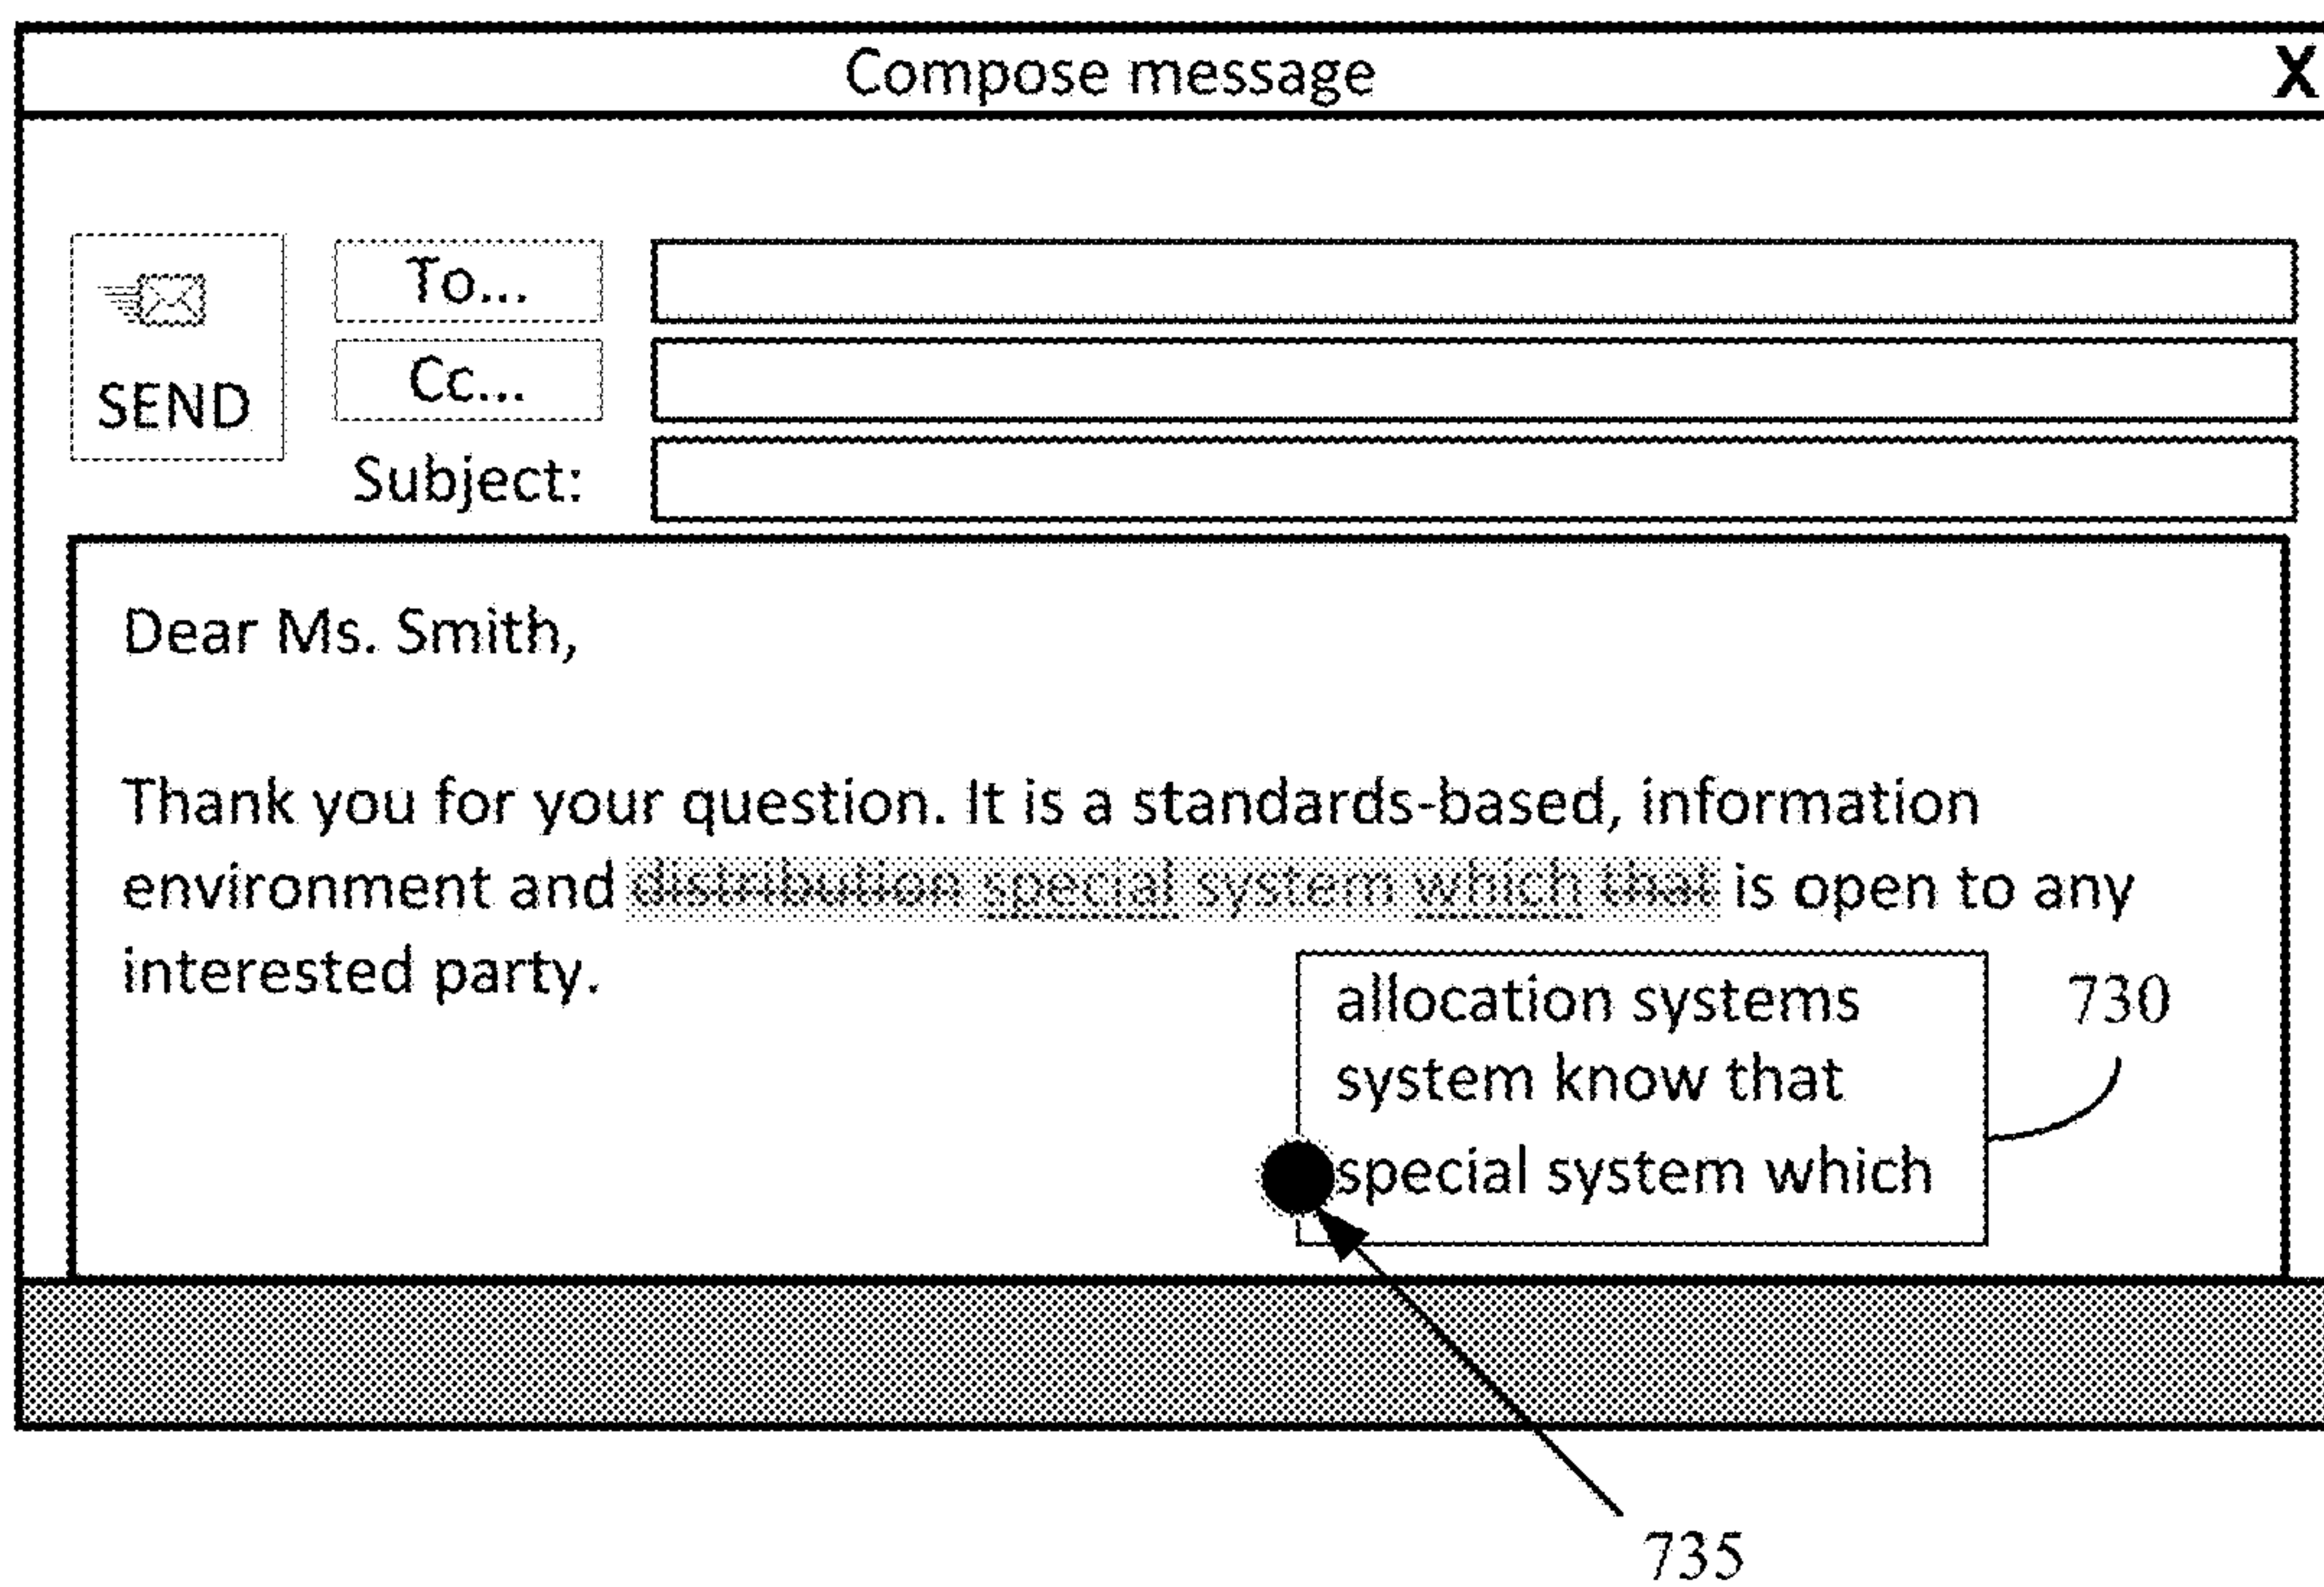 Compose message X
To...
Cc...
SEND
Subject:
Dear Ms. Smith,
Thank you for your question. It is a standards-based, information
environment and distribution special system which that is open to any
interested party.
allocation systems
system know that
special system which
730
735